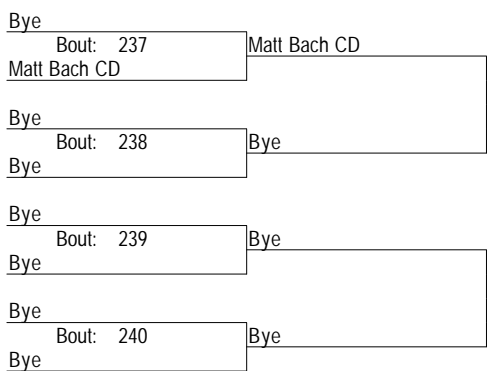 Bye
Bout: 237 Matt Bach CD
Matt Bach CD
Bye
Bout: 238 Bye
Bye
Bye
Bout: 239 Bye
Bye
Bye
Bout: 240 Bye
Bye